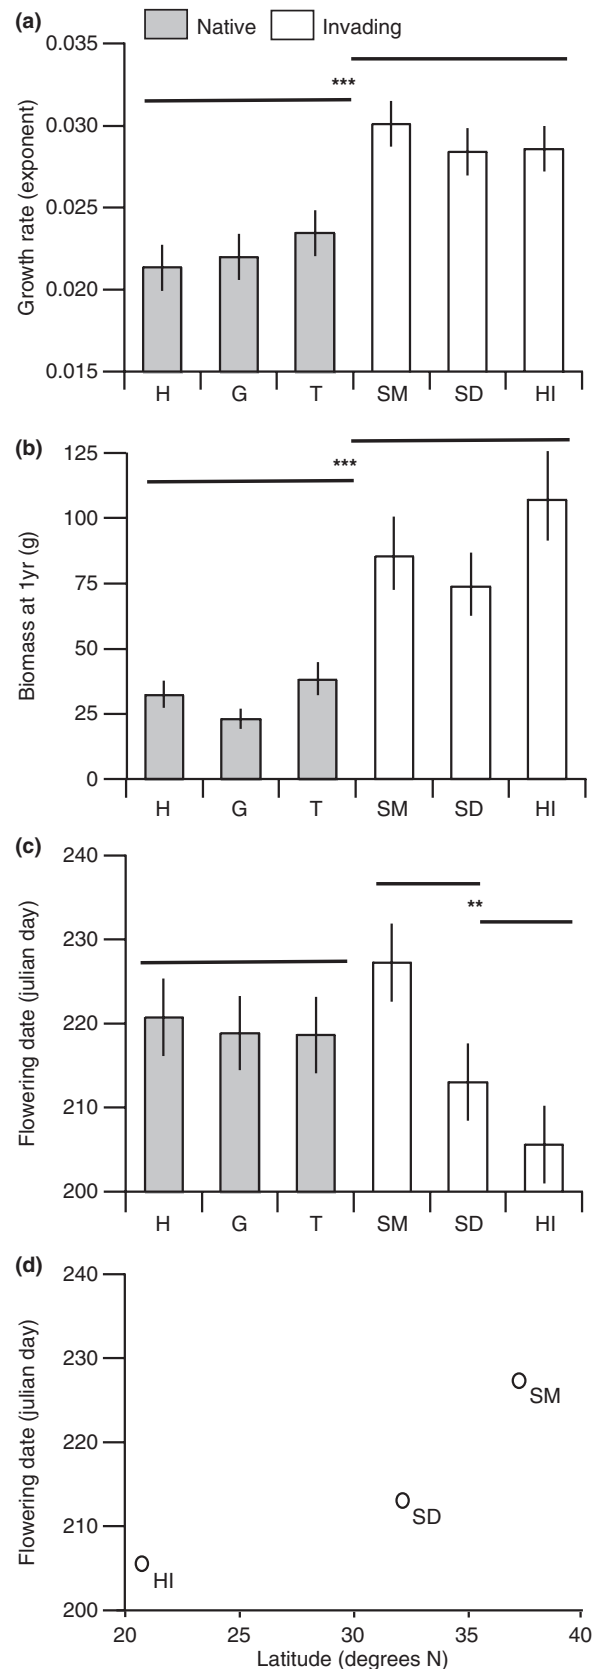 (a)
Native Invading
0.035
0.030
0.025
0.020
0.015
Growth rate (exponent)
***
H G T SM SD HI
(b)
125
100
75
50
25
0
Biomass at 1yr (g)
***
H G T SM SD HI
(c)
240
230
220
210
200
Flowering date (julian day)
**
H G T SM SD HI
(d)
240
230
220
210
200
Flowering date (julian day)
SM
SD
HI
20 25 30 35 40
Latitude (degrees N)